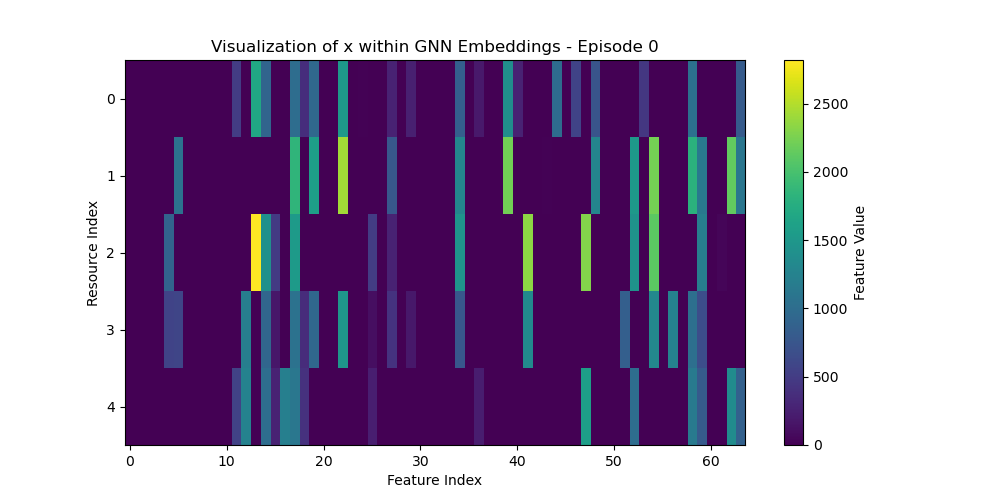 Visualization of x within GNN Embeddings - Episode 0
0
1
2
3
4
Resource Index
0 10 20 30 40 50 60
Feature Index
2500
2000
1500
1000
500
0
Feature Value